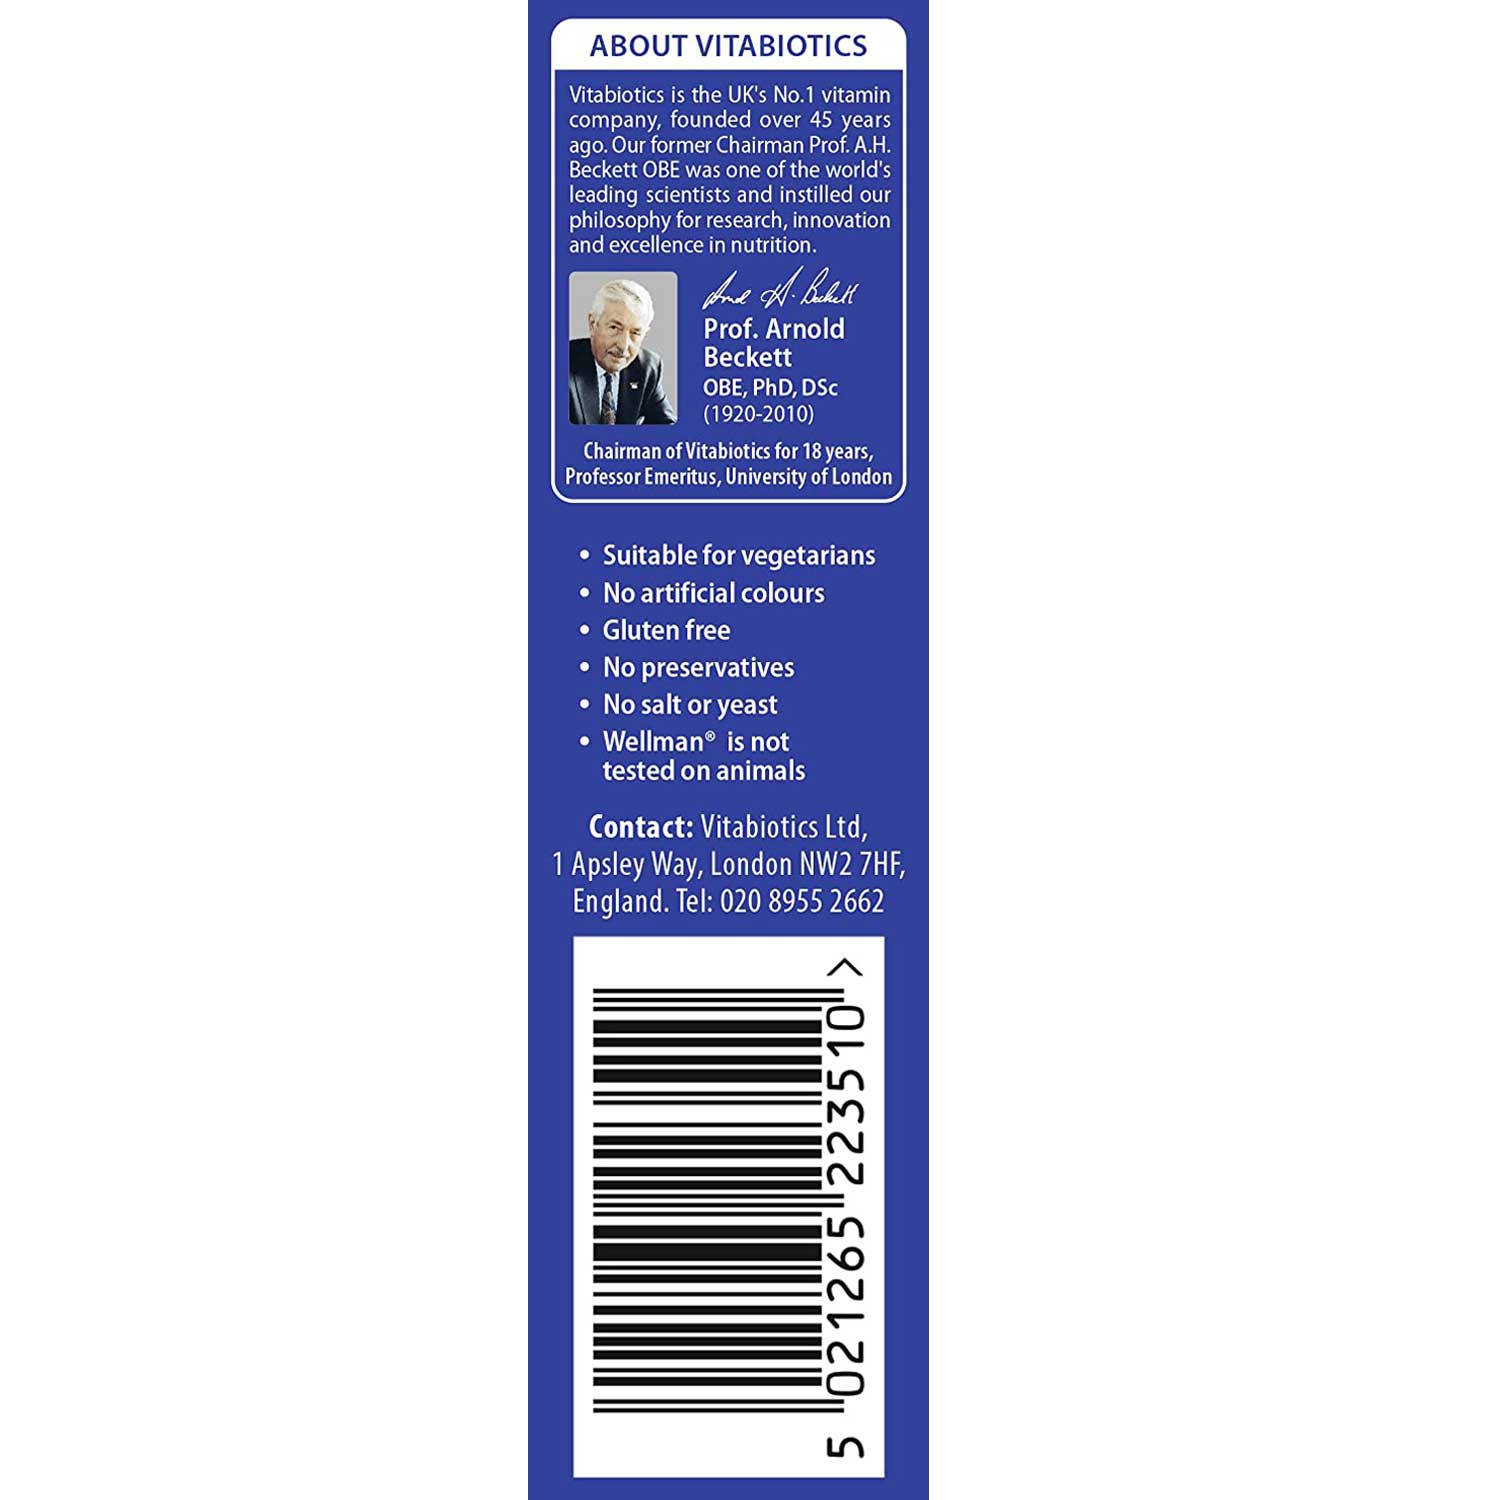 ABOUT VITABIOTICS
Vitabiotics is the UK's No.1 vitamin
company, founded over 45 years
ago. Our former Chairman Prof. A.H.
Beckett OBE was one of the world's
leading scientists and instilled our
philosophy for research, innovation
and excellence in nutrition.
Arnold H. Beckett
Prof. Arnold
Beckett
OBE, PhD, DSc
(1920-2010)
Chairman of Vitabiotics for 18 years,
Professor Emeritus, University of London
• Suitable for vegetarians
• No artificial colours
• Gluten free
• No preservatives
• No salt or yeast
• Wellman® is not
tested on animals
Contact: Vitabiotics Ltd,
1 Apsley Way, London NW2 7HF,
England. Tel: 020 8955 2662
5 021265 223510 >